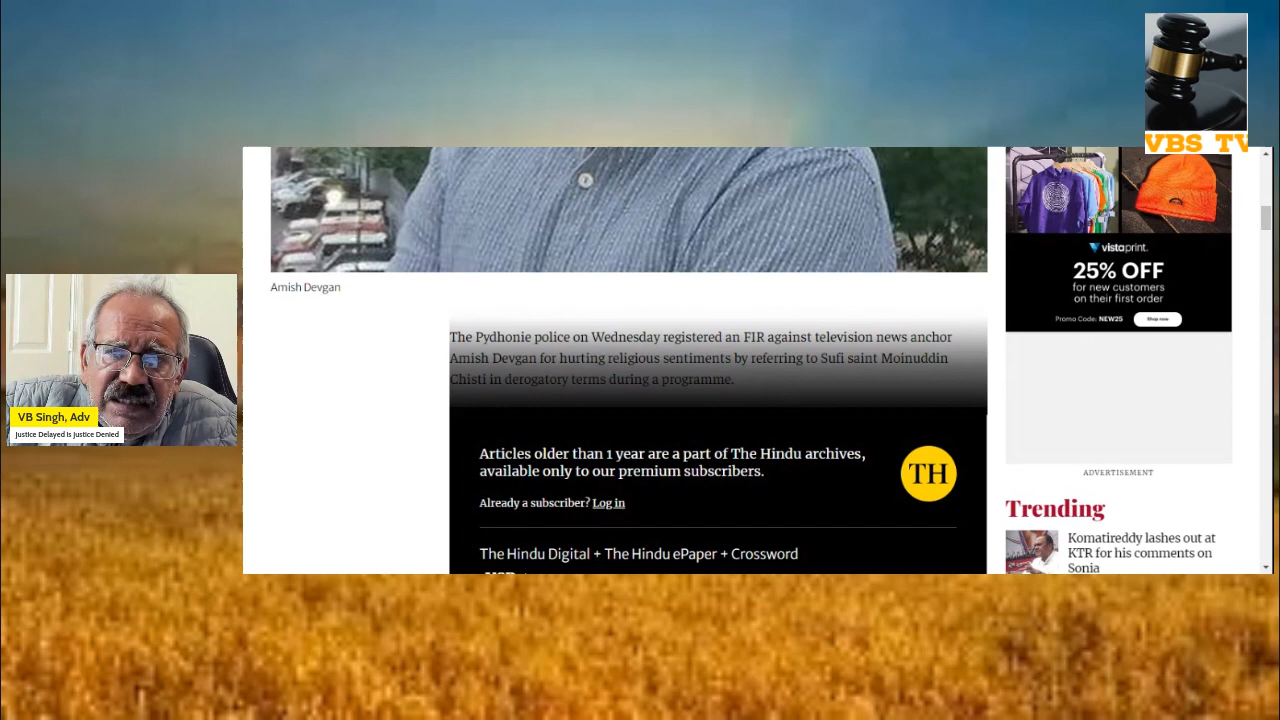 VBS TV
vistaprint.
25% OFF
for new customers
on their first order
Promo Code: NEW25
Shop now
Amish Devgan
The Pydhonie police on Wednesday registered an FIR against television news anchor
Amish Devgan for hurting religious sentiments by referring to Sufi saint Moinuddin
Chisti in derogatory terms during a programme.
VB Singh, Adv
Justice Delayed is Justice Denied
Articles older than 1 year are a part of The Hindu archives,
available only to our premium subscribers.
TH
Already a subscriber? Log in
The Hindu Digital + The Hindu ePaper + Crossword
ADVERTISEMENT
Trending
Komatireddy lashes out at
KTR for his comments on
Sonia